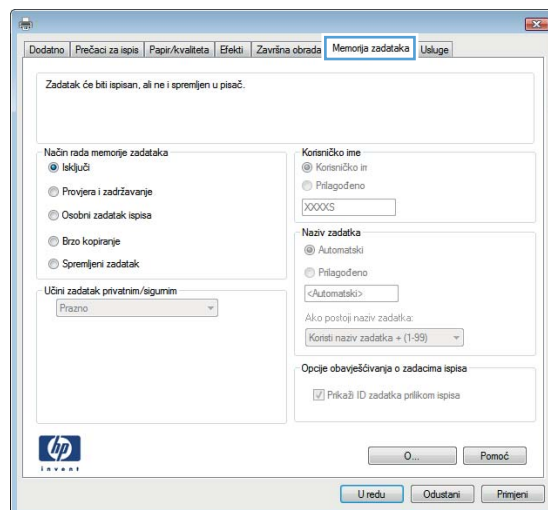 Dodatno Prečaci za ispis Papir/kvaliteta Efekti Završna obrada Memorija zadataka Usluge
Zadatak će biti ispisan, ali ne i spremljen u pisač.
Način rada memorije zadataka
Isključi
Provjera i zadržavanje
Osobni zadatak ispisa
Brzo kopiranje
Spremljeni zadatak
Učini zadatak privatnim/sigurnim
Prazno
Korisničko ime
Korisničko im
Prilagođeno
XXXXS
Naziv zadatka
Automatski
Prilagođeno
<Automatski>
Ako postoji naziv zadatka:
Koristi naziv zadatka + (1-99)
Opcije obavješćivanja o zadacima ispisa
Prikaži ID zadatka prilikom ispisa
hp
invent
O... Pomoć
U redu Odustani Primjeni